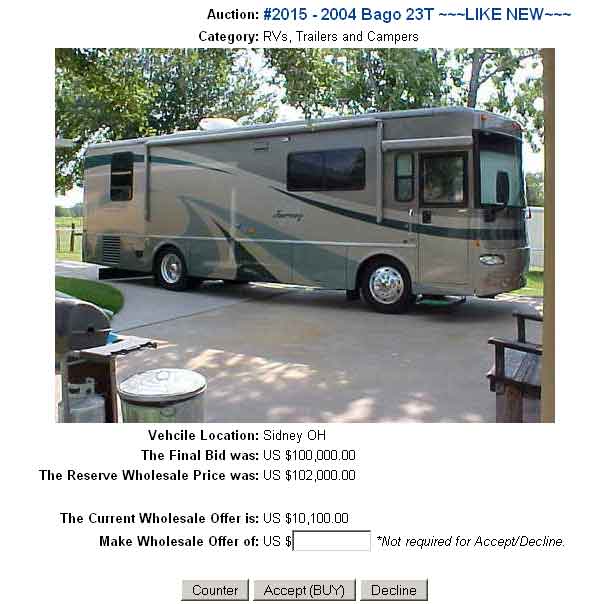 Auction: #2015 - 2004 Bago 23T ~~~LIKE NEW~~~
Category: RVs, Trailers and Campers
Journey
Vehcile Location: Sidney OH
The Final Bid was: US $100,000.00
The Reserve Wholesale Price was: US $102,000.00
The Current Wholesale Offer is: US $10,100.00
Make Wholesale Offer of: US $ *Not required for Accept/Decline.
Counter Accept (BUY) Decline